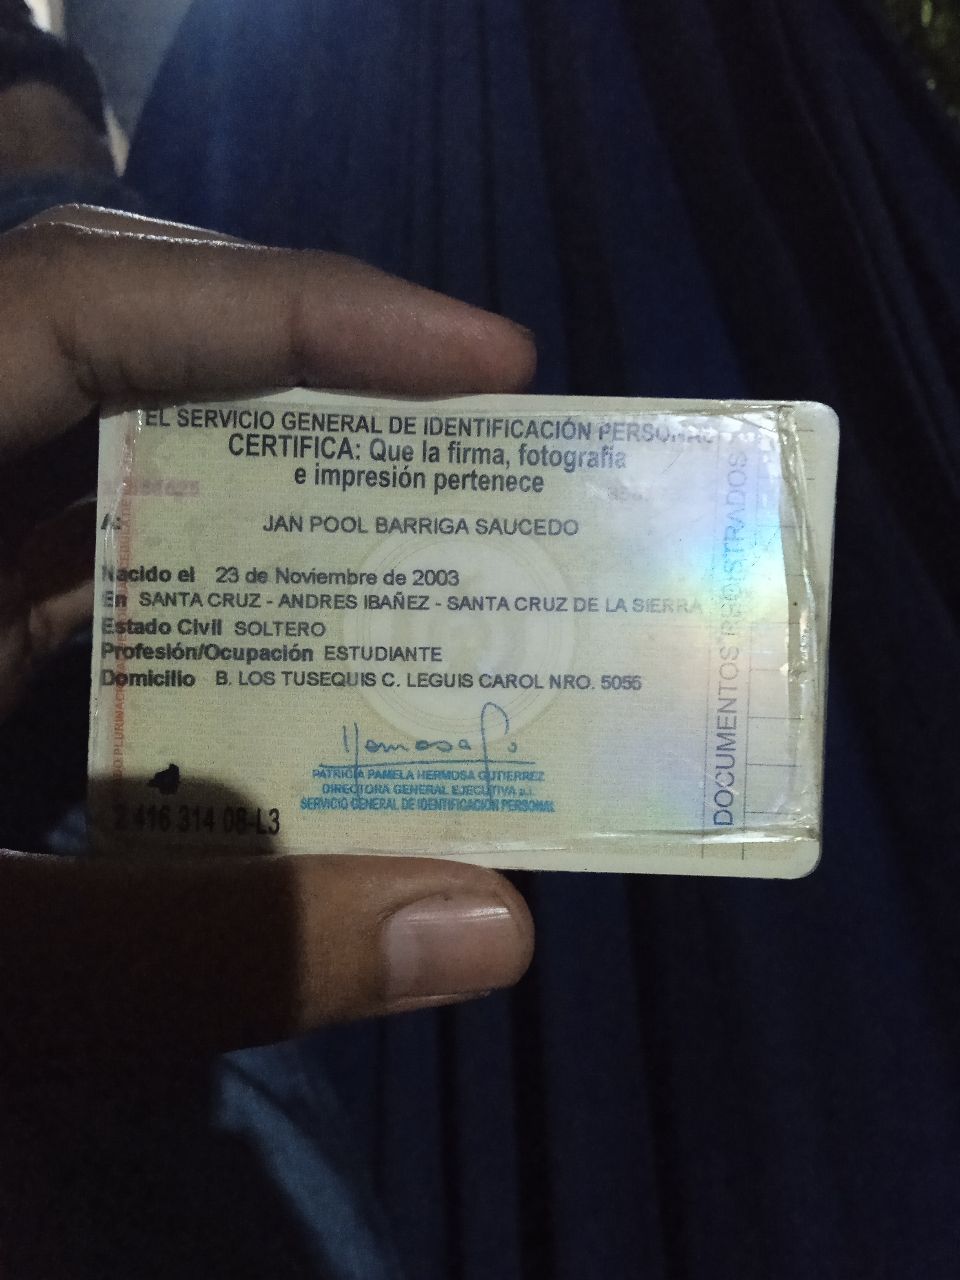 EL SERVICIO GENERAL DE IDENTIFICACIÓN PERSONAL
CERTIFICA: Que la firma, fotografia
e impresión pertenece
A: JAN POOL BARRIGA SAUCEDO
Nacido el 23 de Noviembre de 2003
En SANTA CRUZ - ANDRES IBAÑEZ - SANTA CRUZ DE LA SIERRA
Estado Civil SOLTERO
Profesión/Ocupación ESTUDIANTE
Domicilio B. LOS TUSEQUIS C. LEGUIS CAROL NRO. 5056
PATRICIA PAMELA HERMOSA GUTIERREZ
DIRECTORA GENERAL EJECUTIVA a.i.
SERVICIO GENERAL DE IDENTIFICACIÓN PERSONAL
2 416 314 08-L3
DOCUMENTOS REGISTRADOS